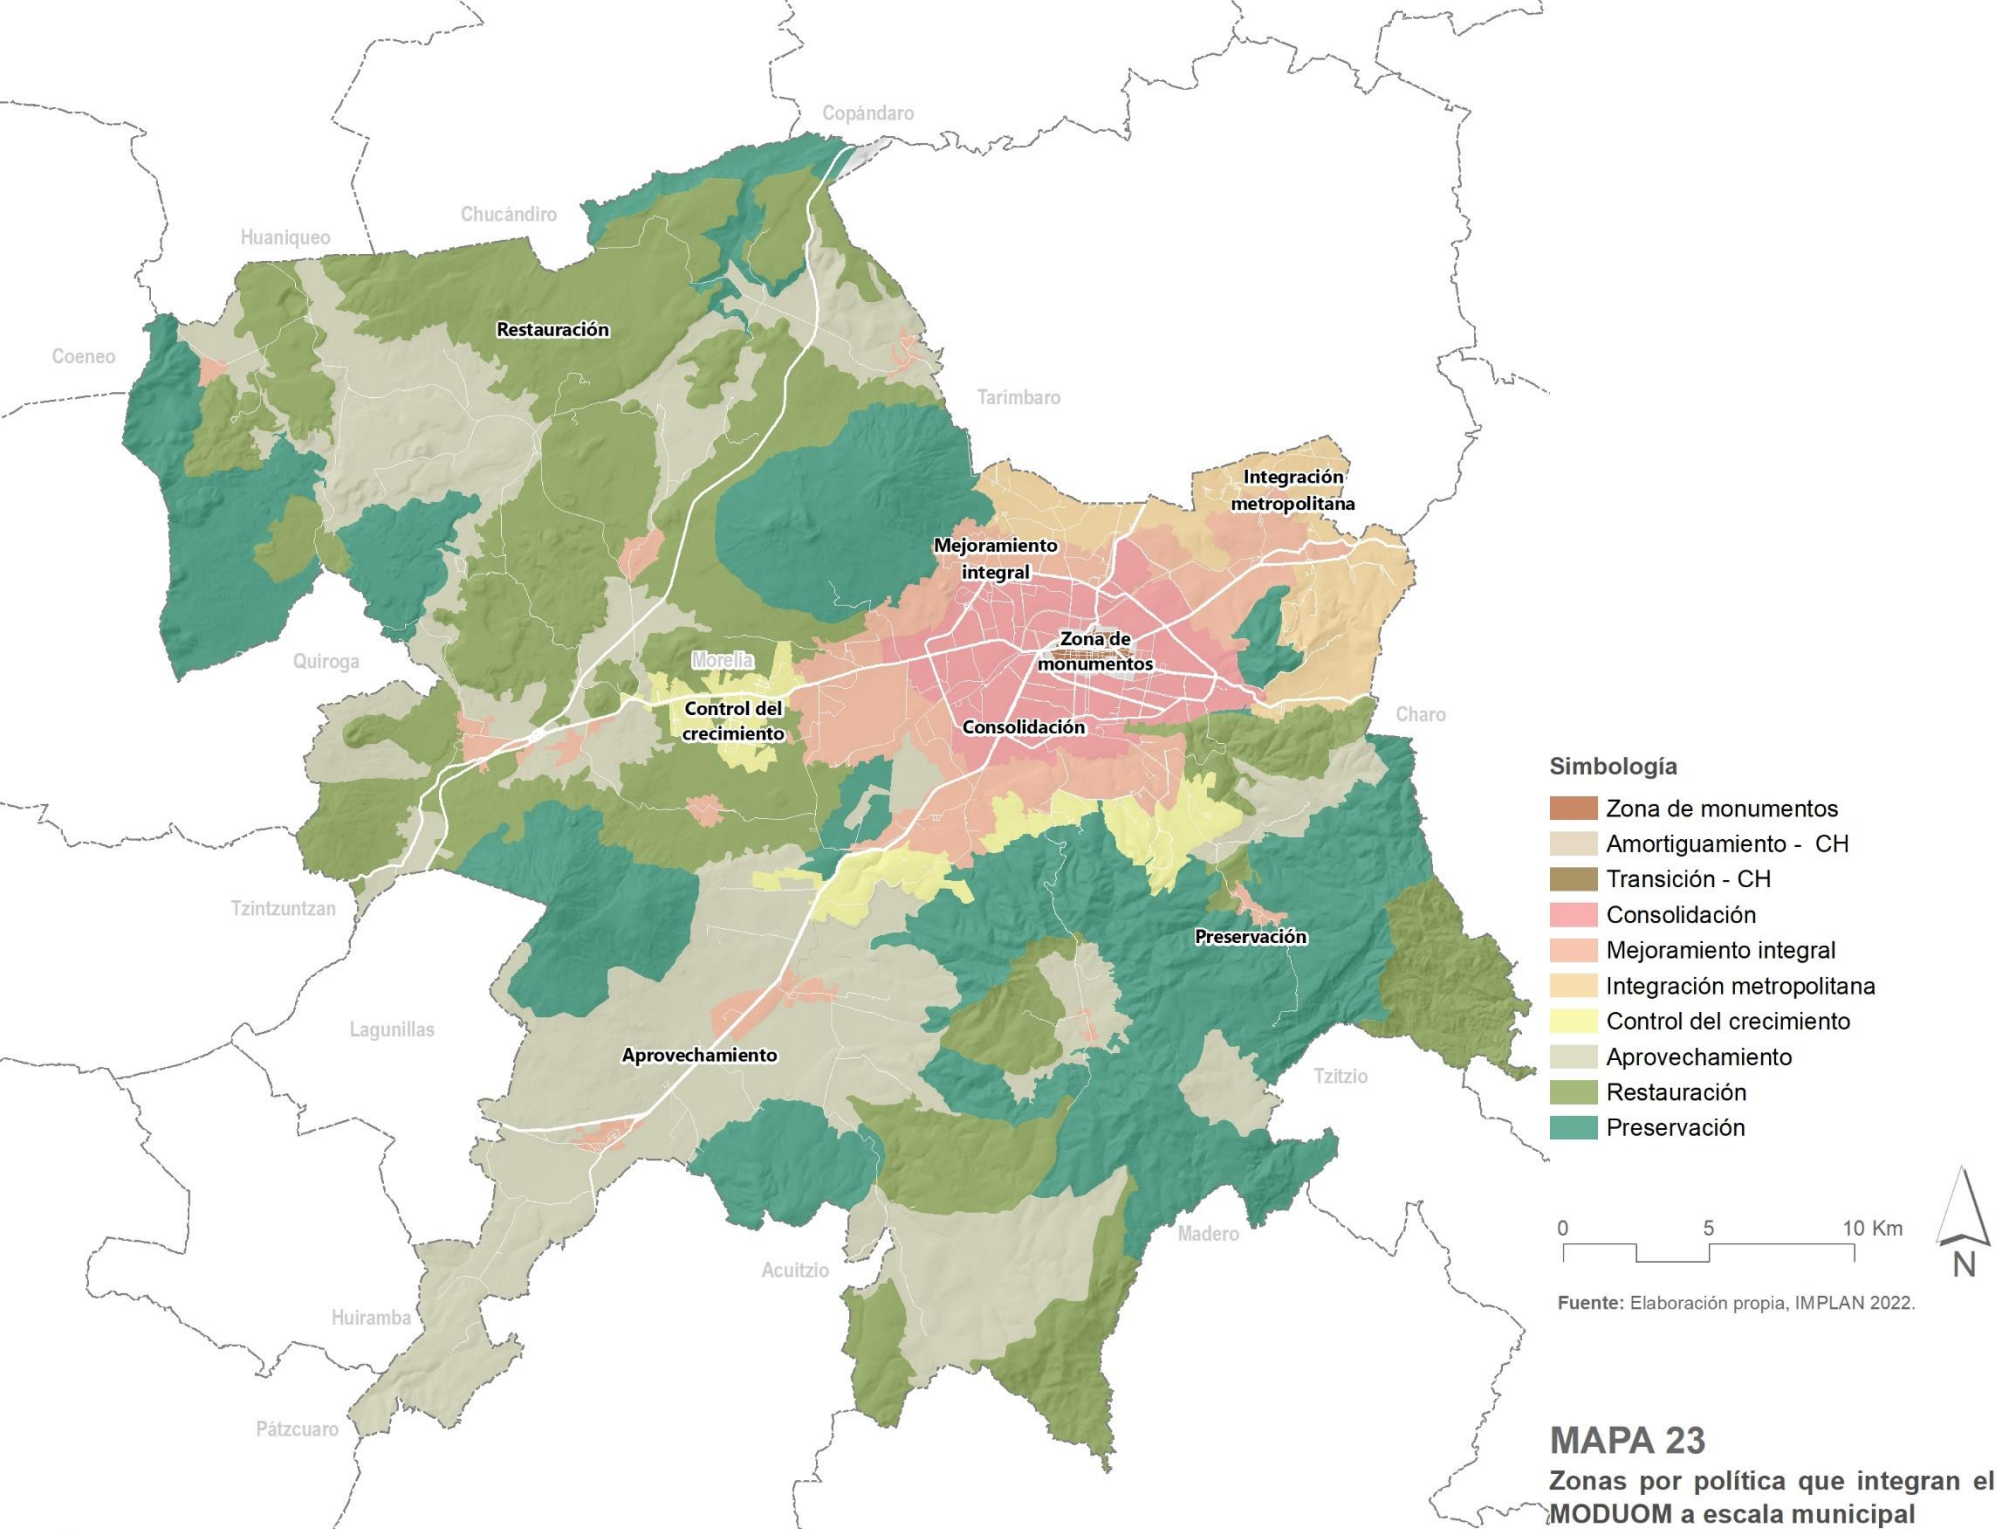 Copándaro
Chucándiro
Huaniqueo
Restauración
Coeneo
Tarímbaro
Integración
metropolitana
Mejoramiento
integral
Zona de
monumentos
Quiroga
Morelia
Control del
crecimiento
Consolidación
Charo
Tzintzuntzan
Preservación
Lagunillas
Aprovechamiento
Tzitzio
Madero
Acuitzio
Huiramba
Pátzcuaro
Simbología
Zona de monumentos
Amortiguamiento - CH
Transición - CH
Consolidación
Mejoramiento integral
Integración metropolitana
Control del crecimiento
Aprovechamiento
Restauración
Preservación
0 5 10 Km
N
Fuente: Elaboración propia, IMPLAN 2022.
MAPA 23
Zonas por política que integran el
MODUOM a escala municipal